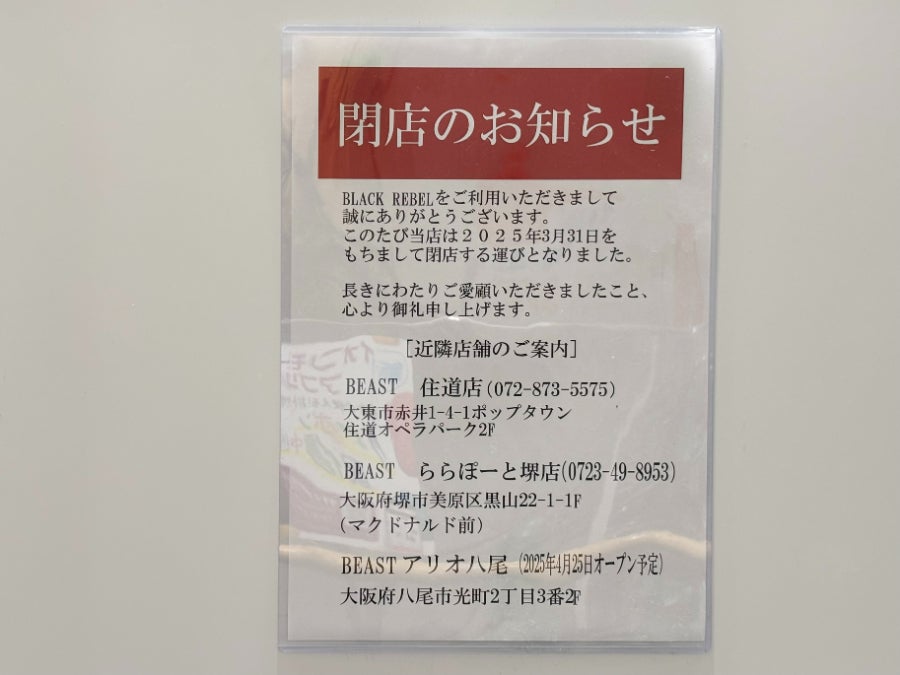 閉店のお知らせ
BLACK REBELをご利用いただきまして
誠にありがとうございます。
このたび当店は２０２５年3月31日を
もちまして閉店する運びとなりました。
長きにわたりご愛顧いただきましたこと、
心より御礼申し上げます。
［近隣店舗のご案内］
BEAST　住道店(072-873-5575)
大東市赤井1-4-1ポップタウン
住道オペラパーク2F
BEAST　ららぽーと堺店(0723-49-8953)
大阪府堺市美原区黒山22-1-1F
（マクドナルド前）
BEAST アリオ八尾（2025年4月25日オープン予定）
大阪府八尾市光町2丁目3番2F